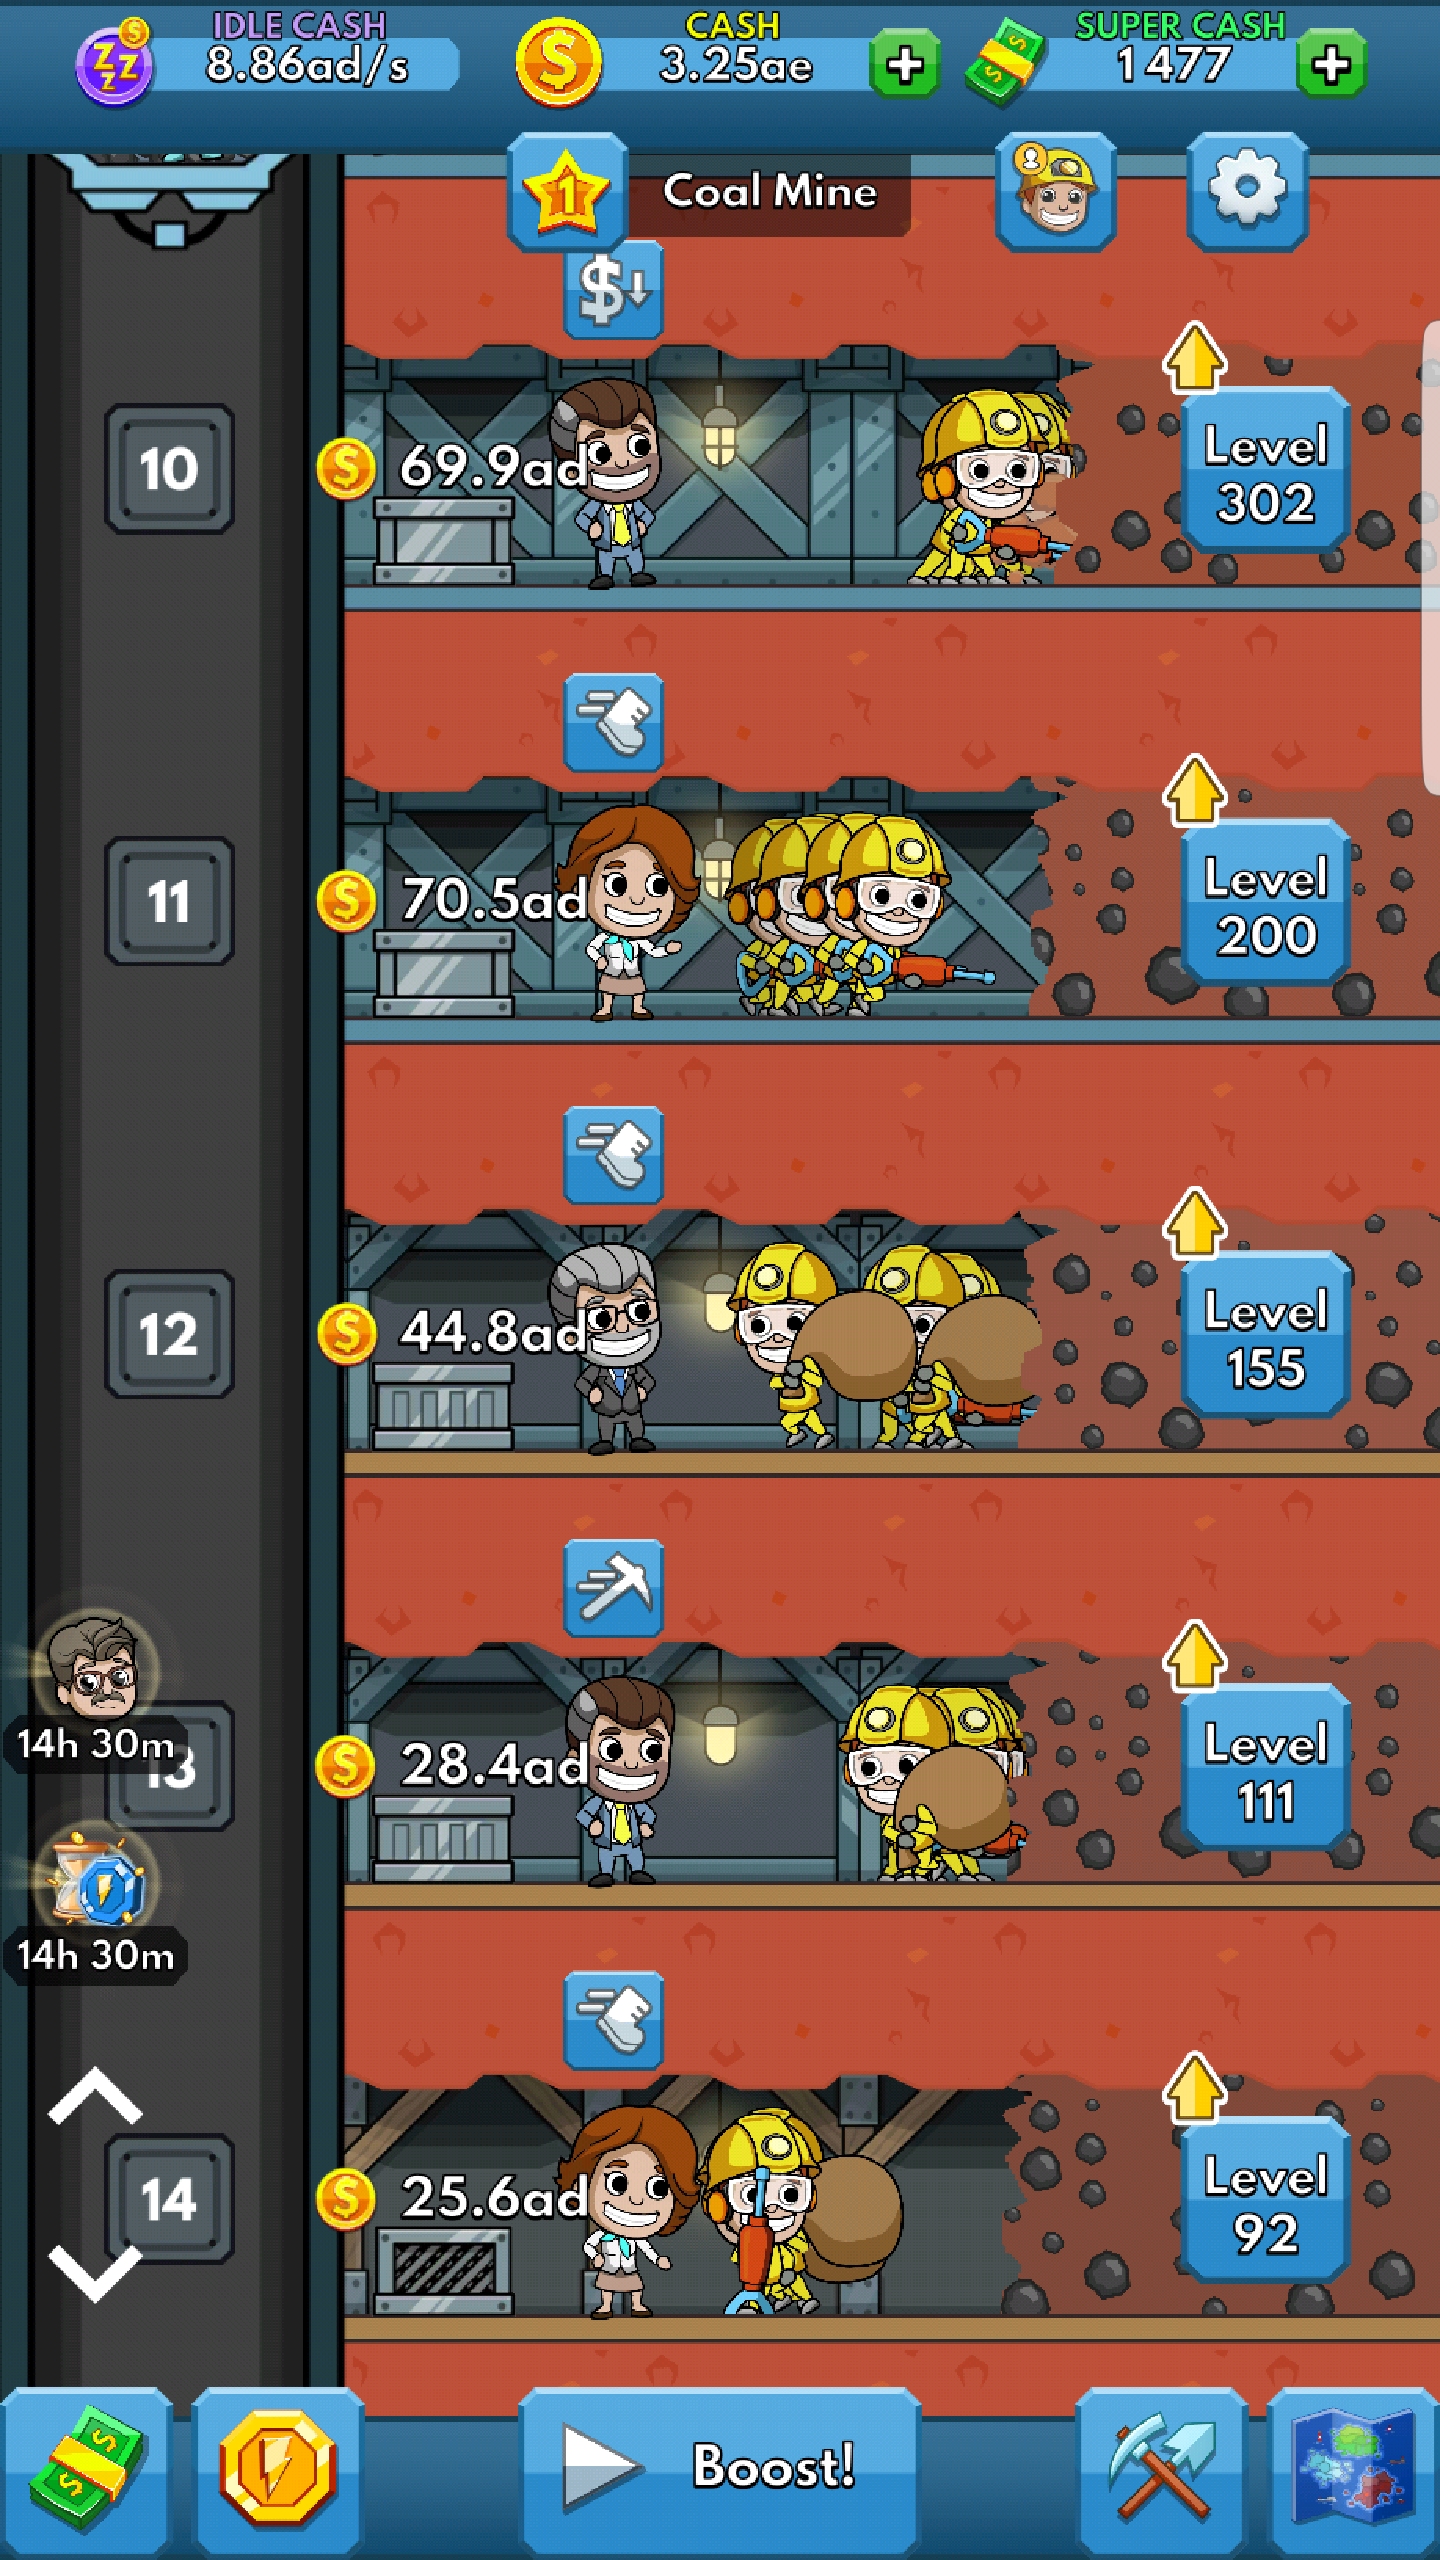 IDLE CASH
8.86ad/s
CASH
3.25ae
SUPER CASH
1477
1
Coal Mine
10
69.9ad
Level
302
11
70.5ad
Level
200
12
44.8ad
Level
155
14h 30m
13
28.4ad
Level
111
14h 30m
14
25.6ad
Level
92
Boost!